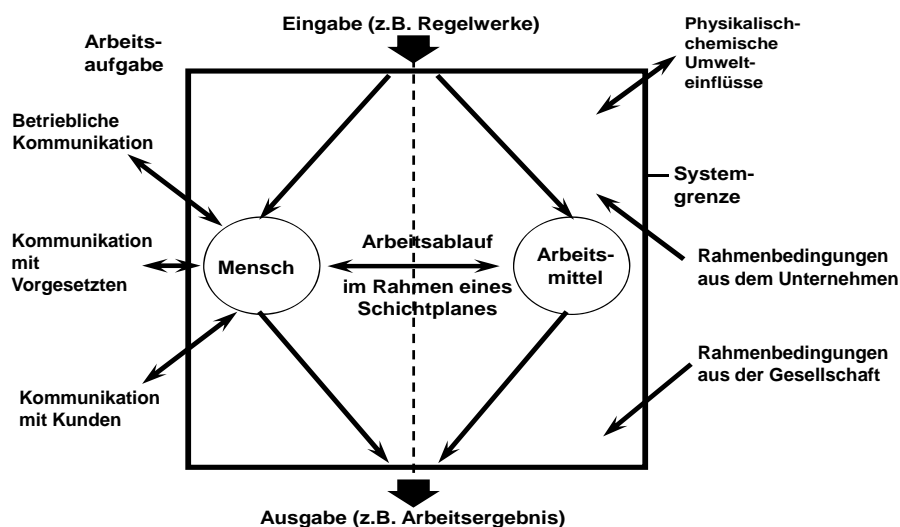 Eingabe (z.B. Regelwerke)
Arbeits-
aufgabe
Physikalisch-
chemische
Umwelt-
einflüsse
Betriebliche
Kommunikation
System-
grenze
Kommunikation
mit
Vorgesetzten
Mensch
Arbeitsablauf
im Rahmen eines
Schichtplanes
Arbeits-
mittel
Rahmenbedingungen
aus dem Unternehmen
Rahmenbedingungen
aus der Gesellschaft
Kommunikation
mit Kunden
Ausgabe (z.B. Arbeitsergebnis)